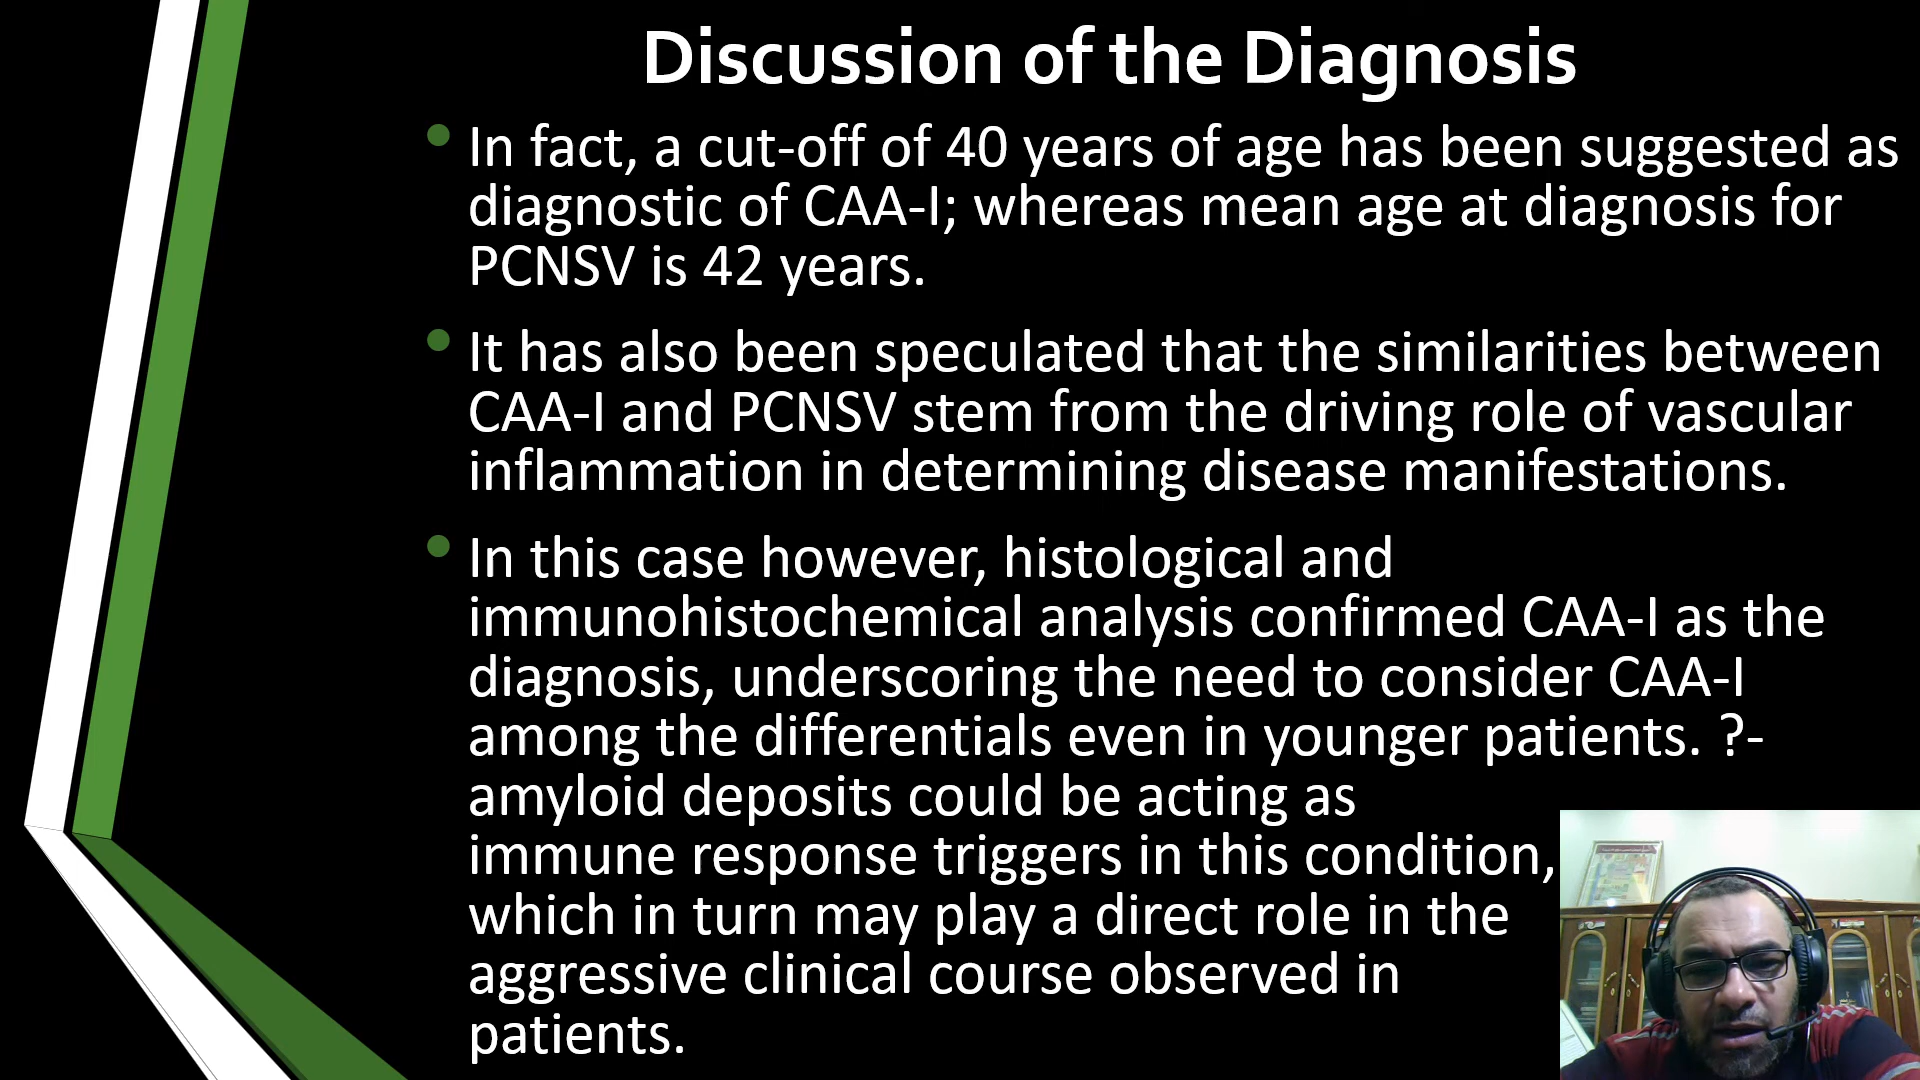 Discussion of the Diagnosis
In fact, a cut-off of 40 years of age has been suggested as
diagnostic of CAA-I; whereas mean age at diagnosis for
PCNSV is 42 years.
It has also been speculated that the similarities between
CAA-I and PCNSV stem from the driving role of vascular
inflammation in determining disease manifestations.
In this case however, histological and
immunohistochemical analysis confirmed CAA-I as the
diagnosis, underscoring the need to consider CAA-I
among the differentials even in younger patients. ?-
amyloid deposits could be acting as
immune response triggers in this condition,
which in turn may play a direct role in the
aggressive clinical course observed in
patients.